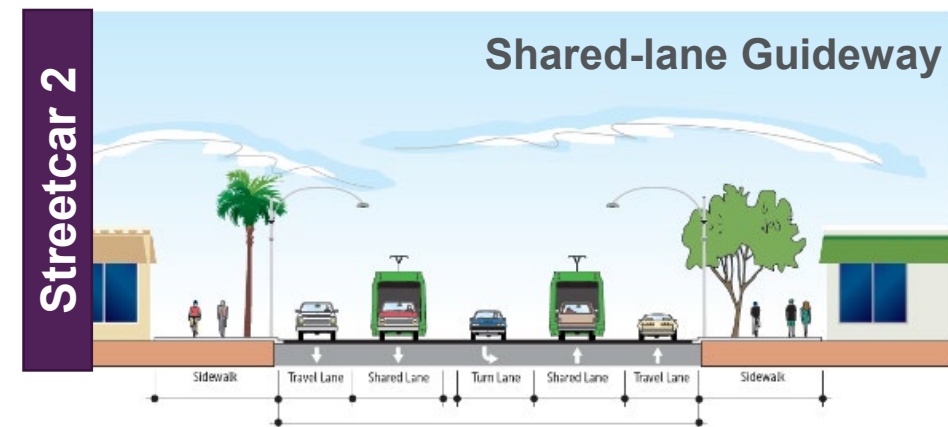 Streetcar 2
Shared-lane Guideway
Sidewalk
Travel Lane
Shared Lane
Turn Lane
Shared Lane
Travel Lane
Sidewalk